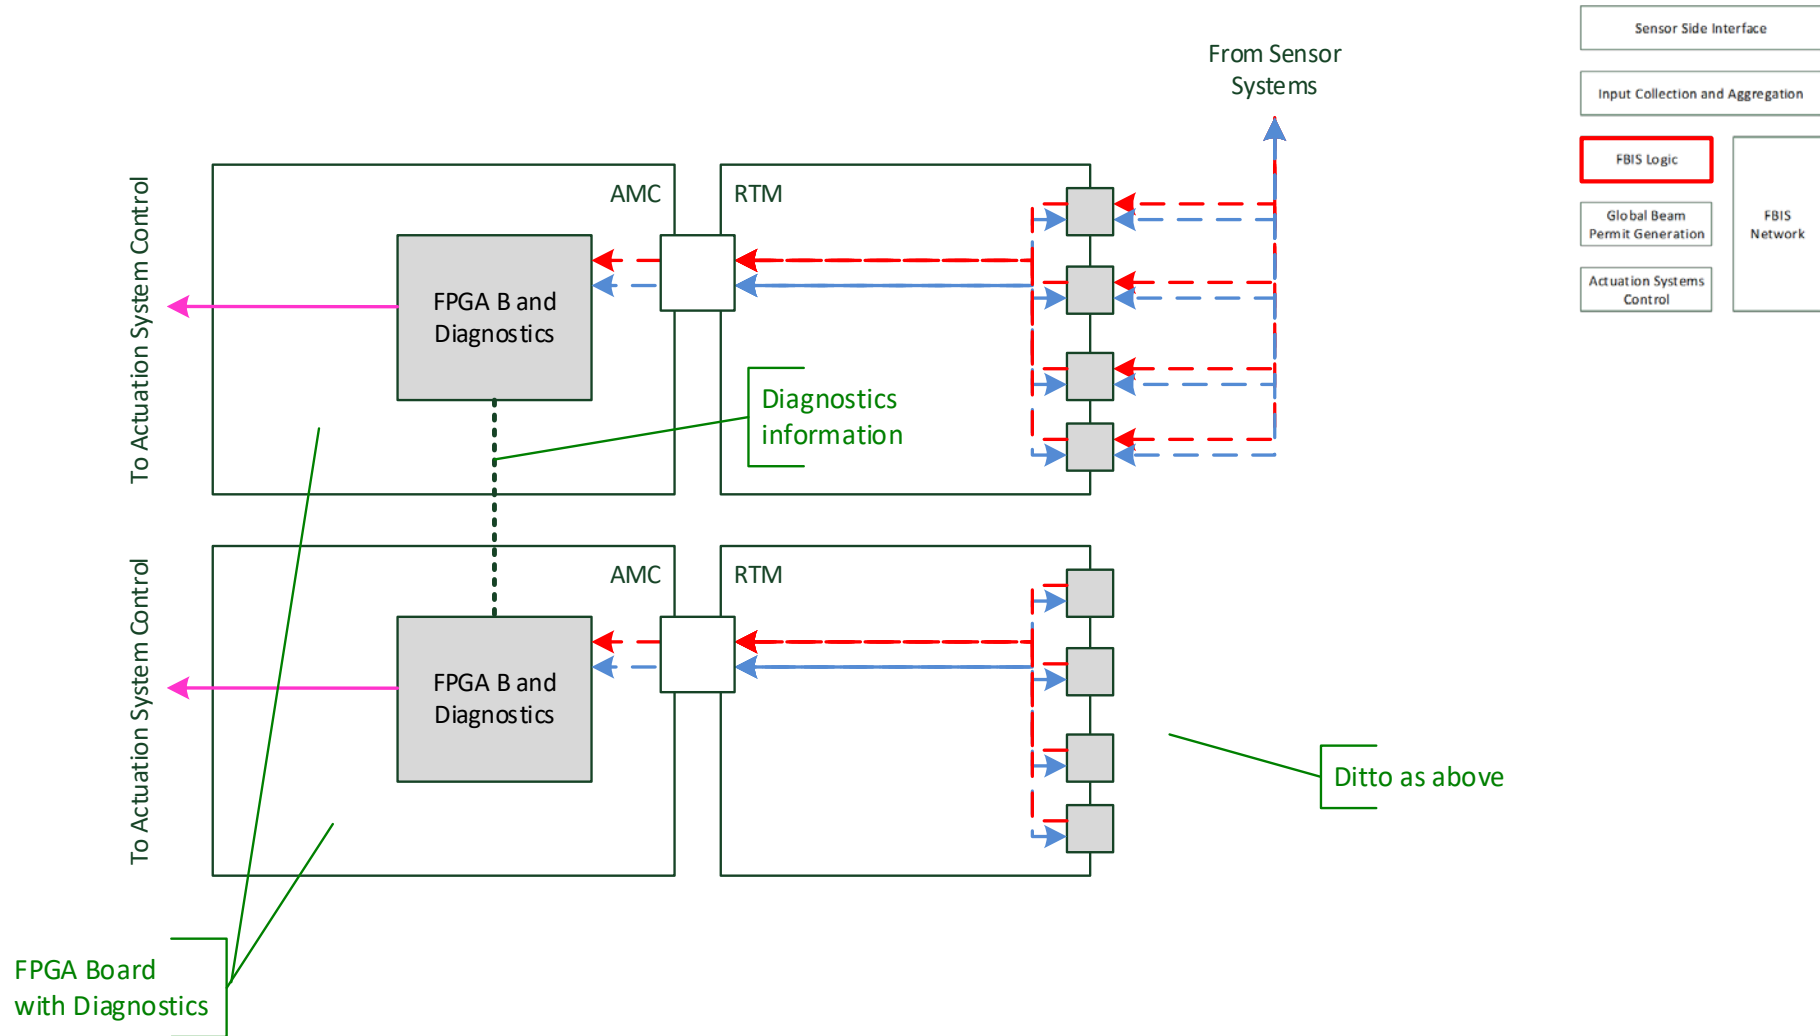 Sensor Side Interface
From Sensor
Systems
Input Collection and Aggregation
FBIS Logic
Global Beam
Permit Generation
FBIS
Network
Actuation Systems
Control
To Actuation System Control
AMC
RTM
FPGA B and
Diagnostics
Diagnostics
information
To Actuation System Control
AMC
RTM
FPGA B and
Diagnostics
Ditto as above
FPGA Board
with Diagnostics